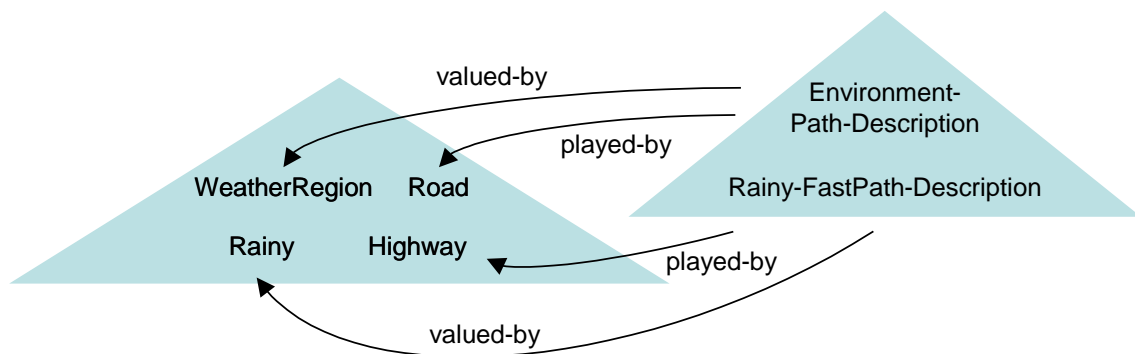 valued-by
Environment-
Path-Description
played-by
WeatherRegion Road
Rainy-FastPath-Description
Rainy Highway
played-by
valued-by